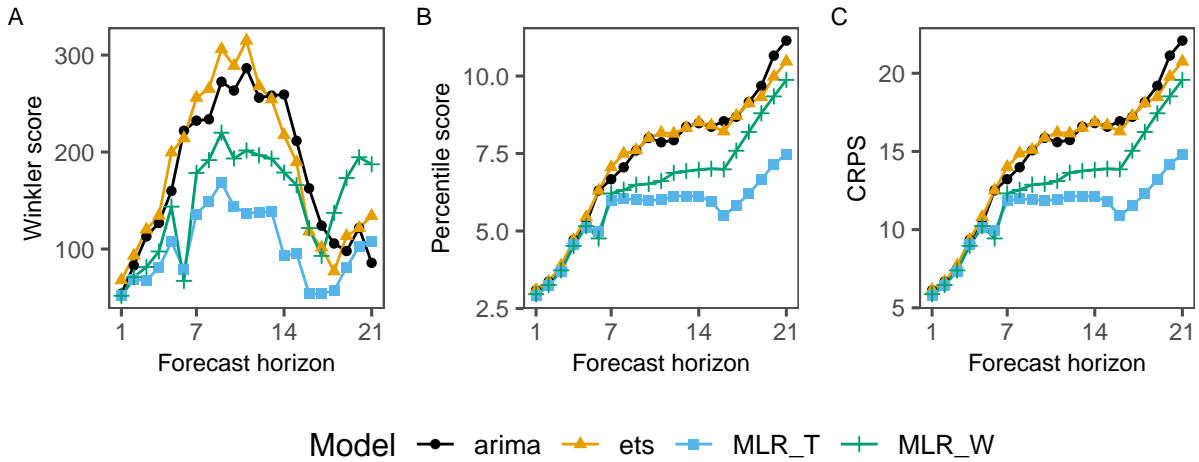 A
Winkler score
300
200
100
1 7 14 21
Forecast horizon
B
Percentile score
10.0
7.5
5.0
2.5
1 7 14 21
Forecast horizon
C
CRPS
20
15
10
5
1 7 14 21
Forecast horizon
Model arima ets MLR_T MLR_W